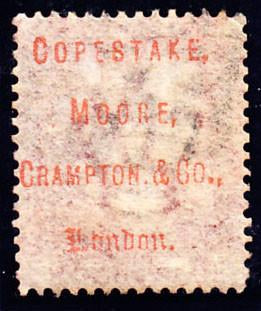 COPESTAKE,
MOORE,
CRAMPTON. & CO.,
London.